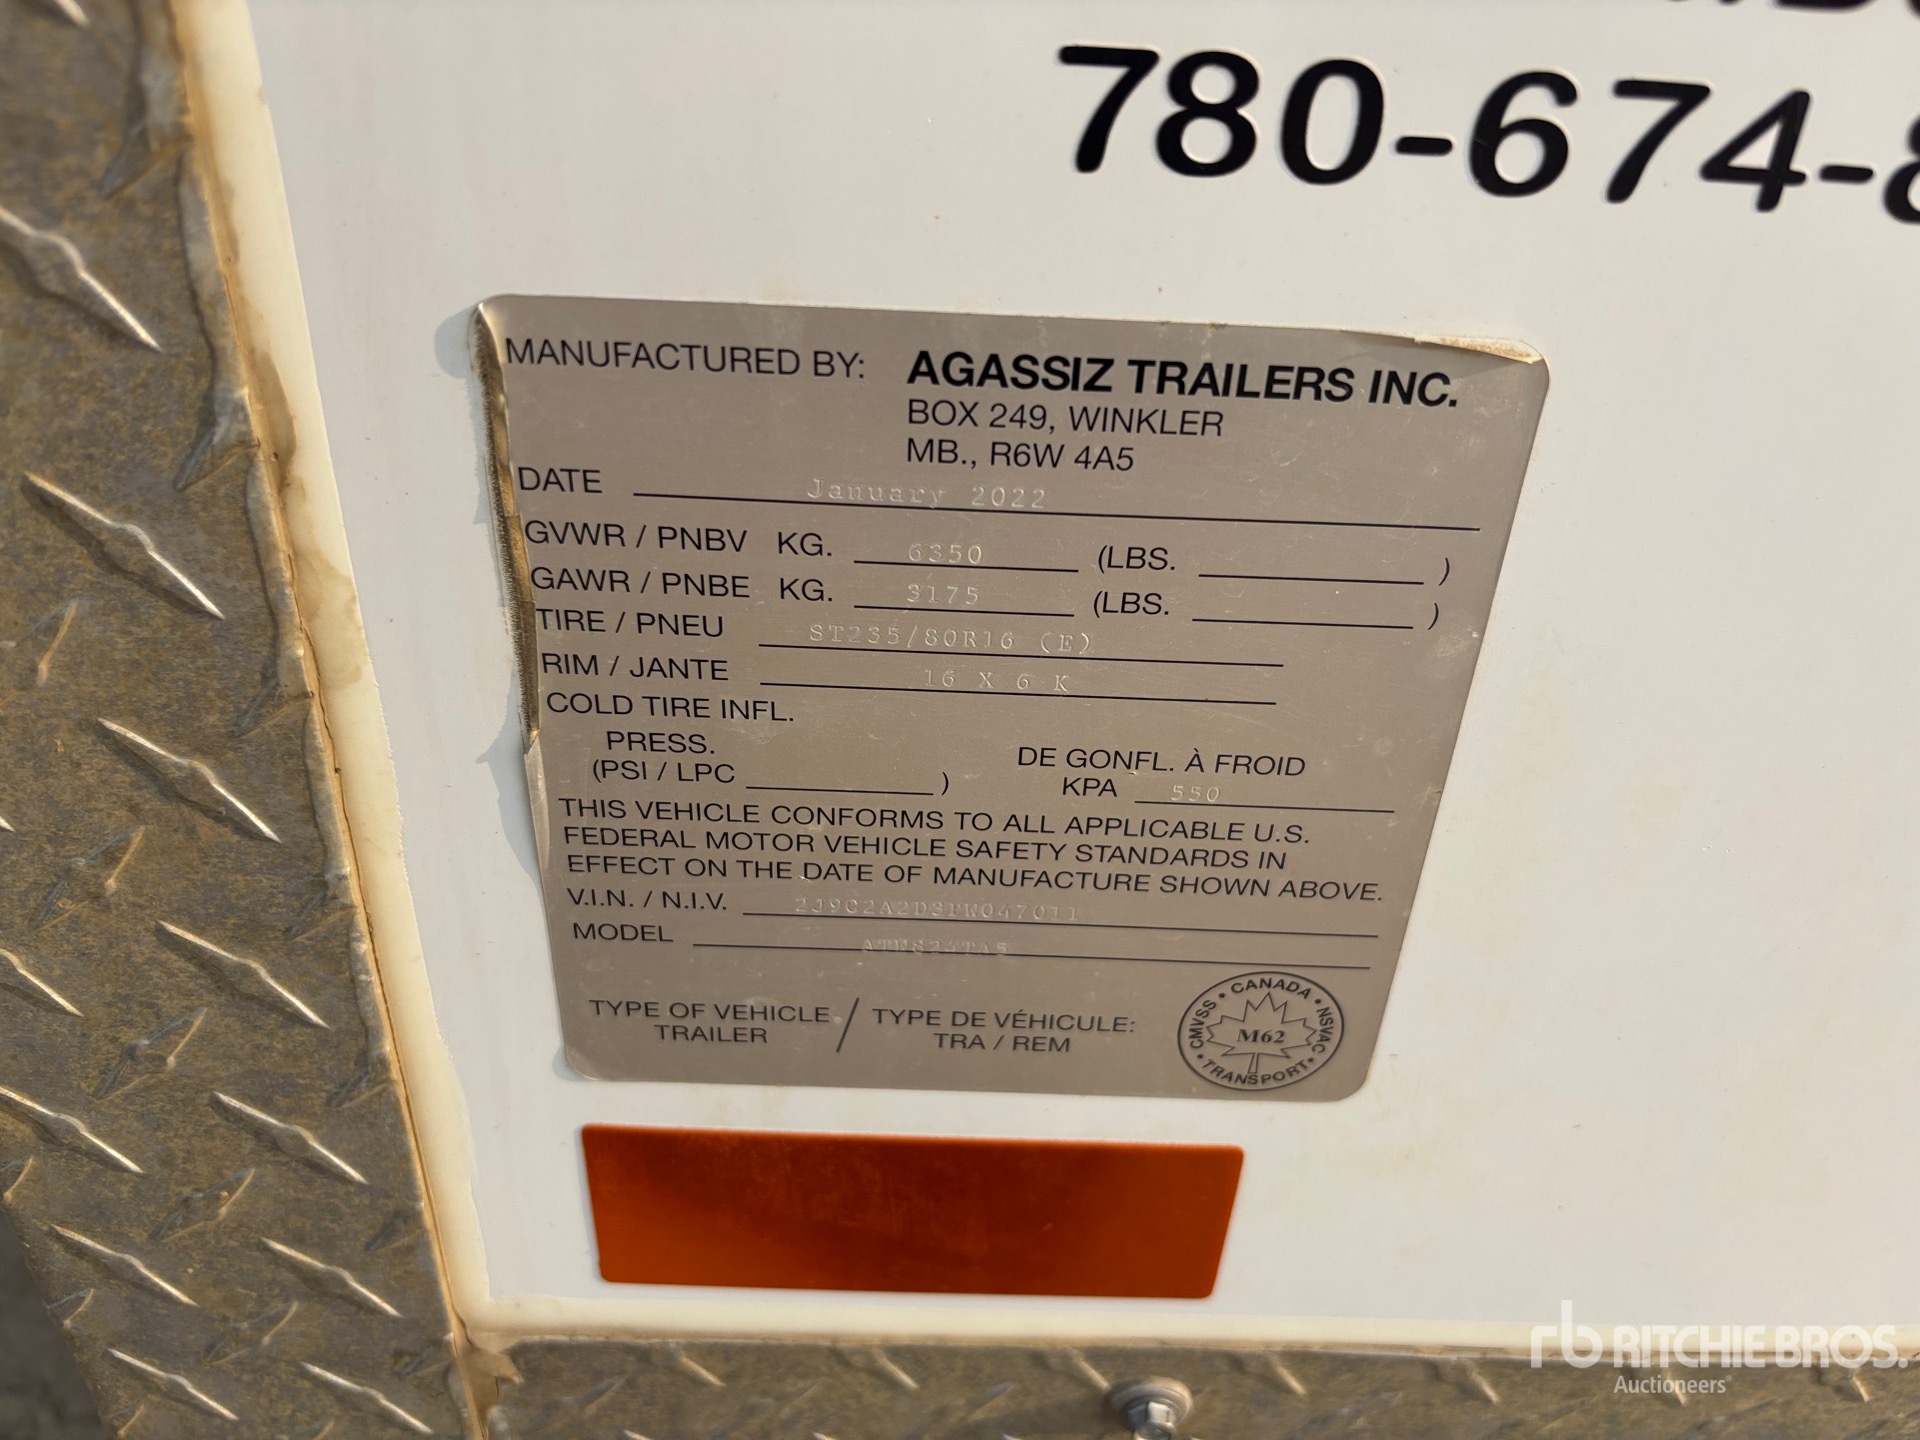 780-674-8
MANUFACTURED BY: AGASSIZ TRAILERS INC.
BOX 249, WINKLER
MB., R6W 4A5
DATE January 2022
GVWR / PNBV KG. 6350 (LBS. )
GAWR / PNBE KG. 3175 (LBS. )
TIRE / PNEU ST235/80R16 (E)
RIM / JANTE 16 X 6 K
COLD TIRE INFL.
PRESS. DE GONFL. À FROID
(PSI / LPC ) KPA 550
THIS VEHICLE CONFORMS TO ALL APPLICABLE U.S.
FEDERAL MOTOR VEHICLE SAFETY STANDARDS IN
EFFECT ON THE DATE OF MANUFACTURE SHOWN ABOVE.
V.I.N. / N.I.V.
MODEL
TYPE OF VEHICLE / TYPE DE VÉHICULE:
TRAILER TRA / REM
CANADA • NSVAC • TRANSPORT • CMVSS •
M62
rb RITCHIE BROS.
Auctioneers